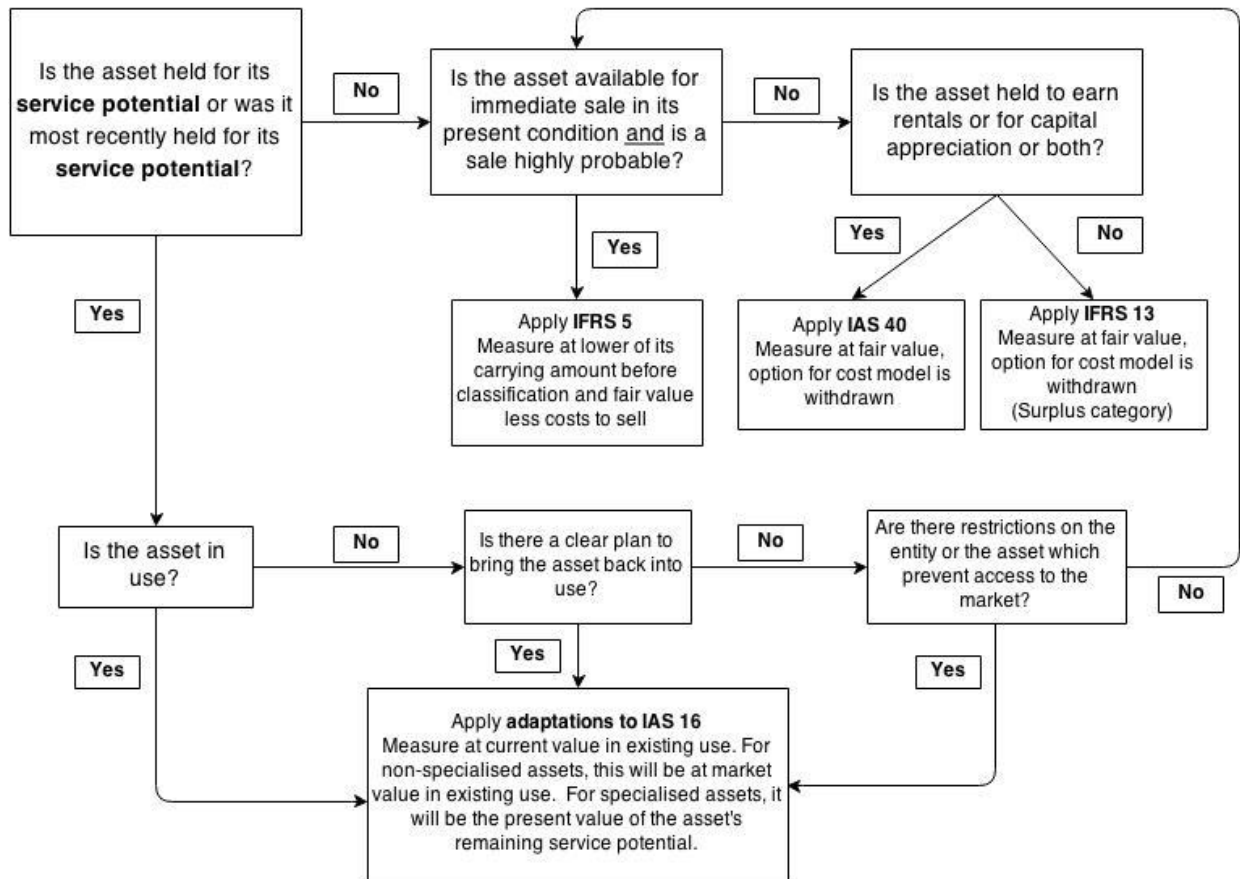 Is the asset held for its
service potential or was it
most recently held for its
service potential?
No
Is the asset available for
immediate sale in its
present condition and is a
sale highly probable?
No
Is the asset held to earn
rentals or for capital
appreciation or both?
Yes
Yes
Yes
No
Apply IFRS 5
Measure at lower of its
carrying amount before
classification and fair value
less costs to sell
Apply IAS 40
Measure at fair value,
option for cost model is
withdrawn
Apply IFRS 13
Measure at fair value,
option for cost model is
withdrawn
(Surplus category)
Is the asset in
use?
No
Is there a clear plan to
bring the asset back into
use?
No
Are there restrictions on the
entity or the asset which
prevent access to the
market?
No
Yes
Yes
Yes
Apply adaptations to IAS 16
Measure at current value in existing use. For
non-specialised assets, this will be at market
value in existing use. For specialised assets, it
will be the present value of the asset's
remaining service potential.